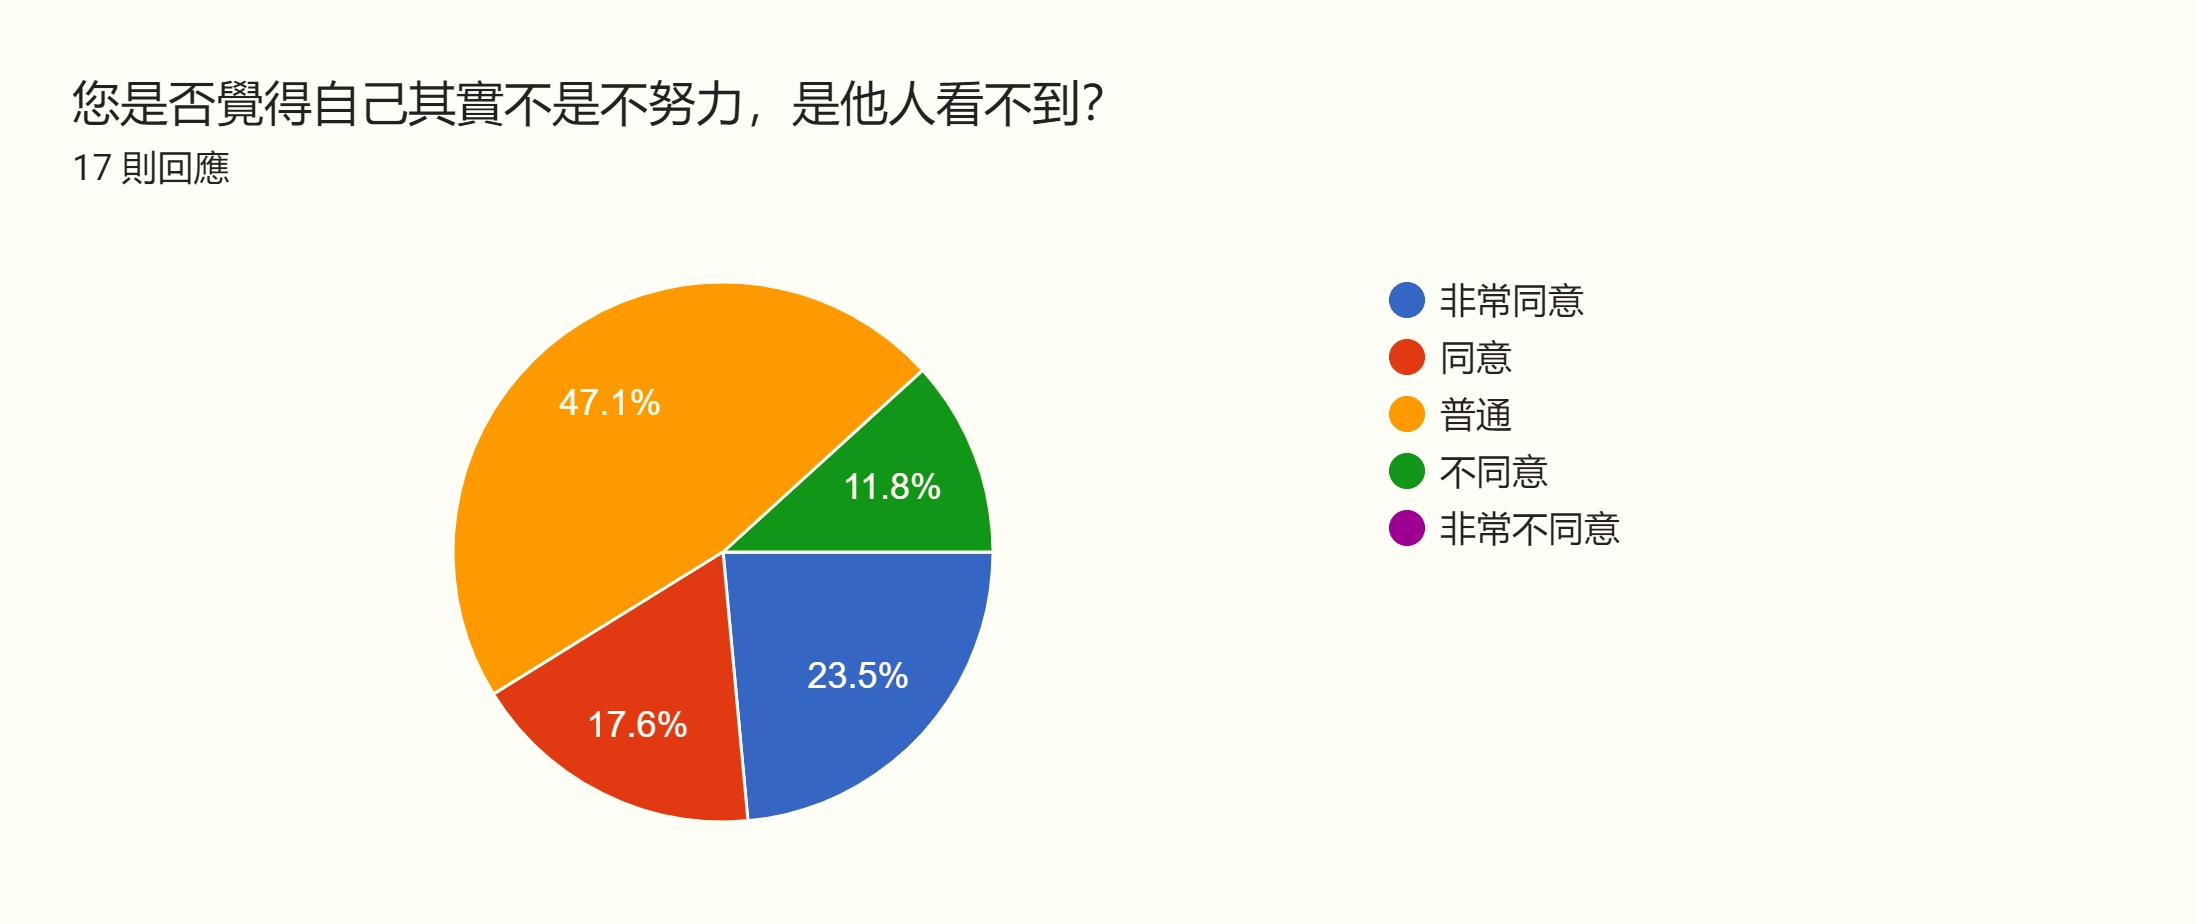 您是否覺得自己其實不是不努力，是他人看不到？
17 則回應
47.1%
11.8%
23.5%
17.6%
非常同意
同意
普通
不同意
非常不同意